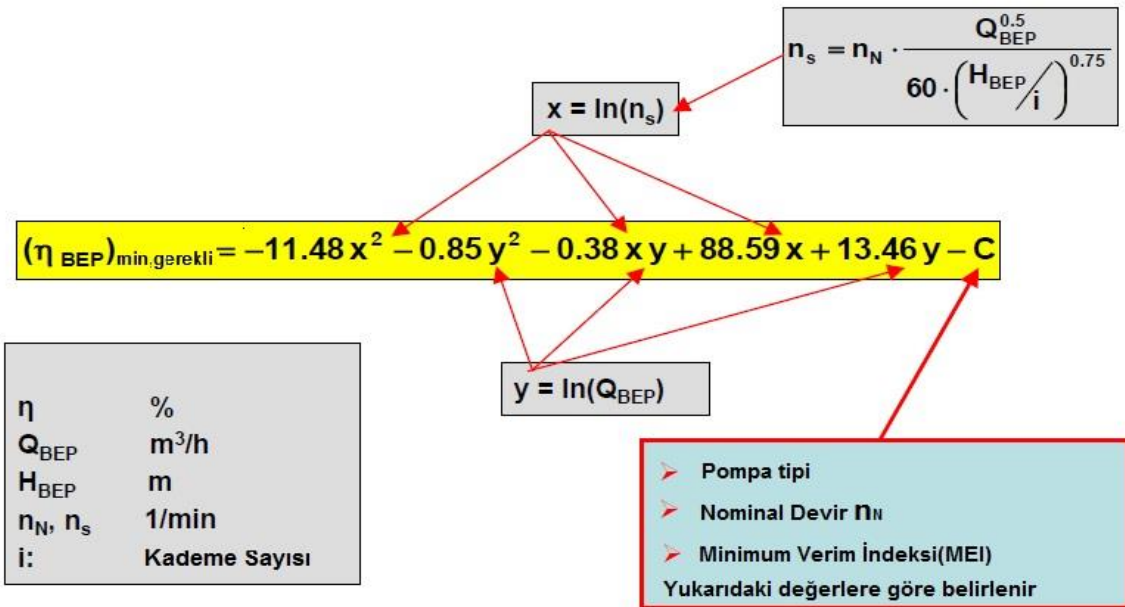 n_s = n_N · Q_BEP^0.5 / (60 · (H_BEP/i)^0.75)
x = ln(n_s)
(η_BEP)_min,gerekli = −11.48 x² − 0.85 y² − 0.38 x y + 88.59 x + 13.46 y − C
y = ln(Q_BEP)
η %
Q_BEP m³/h
H_BEP m
n_N, n_s 1/min
i: Kademe Sayısı
➢ Pompa tipi
➢ Nominal Devir n_N
➢ Minimum Verim İndeksi(MEI)
Yukarıdaki değerlere göre belirlenir